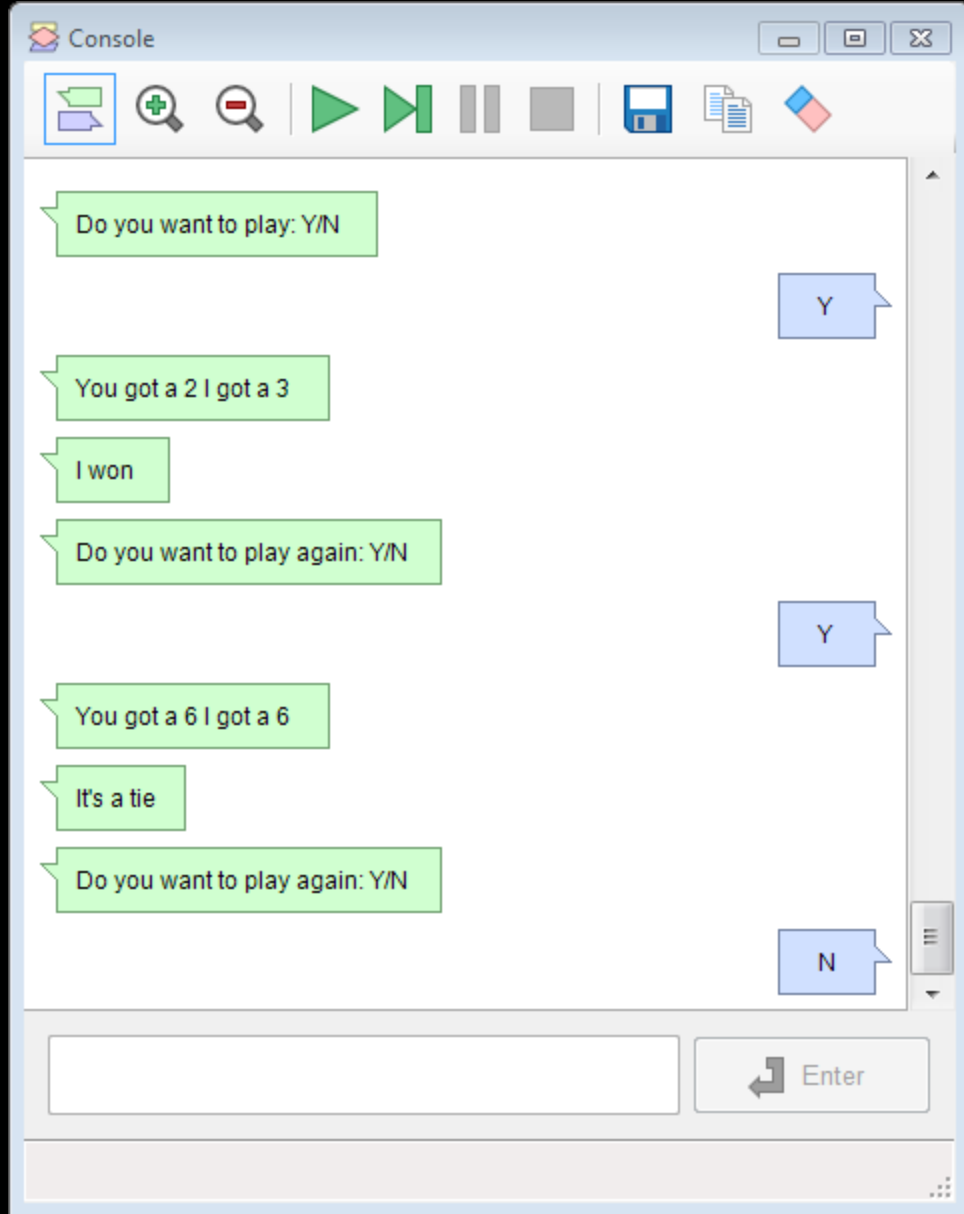 Console
Do you want to play: Y/N
Y
You got a 2 I got a 3
I won
Do you want to play again: Y/N
Y
You got a 6 I got a 6
It's a tie
Do you want to play again: Y/N
N
Enter